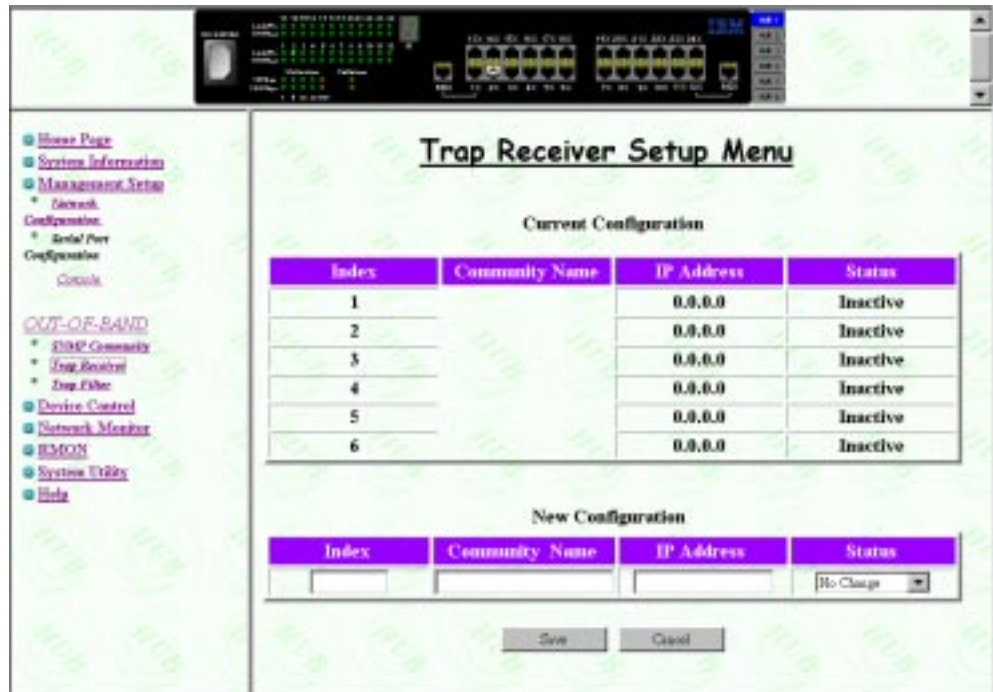 IBM
Home Page
System Information
Management Setup
Network
Configuration
Serial Port
Configuration
Console
OUT-OF-BAND
SNMP Community
Trap Receiver
Trap Filter
Device Control
Network Monitor
RMON
System Utility
Help
Trap Receiver Setup Menu
Current Configuration
Index Community Name IP Address Status
1 0.0.0.0 Inactive
2 0.0.0.0 Inactive
3 0.0.0.0 Inactive
4 0.0.0.0 Inactive
5 0.0.0.0 Inactive
6 0.0.0.0 Inactive
New Configuration
Index Community Name IP Address Status
No Change
Save Cancel
HUB